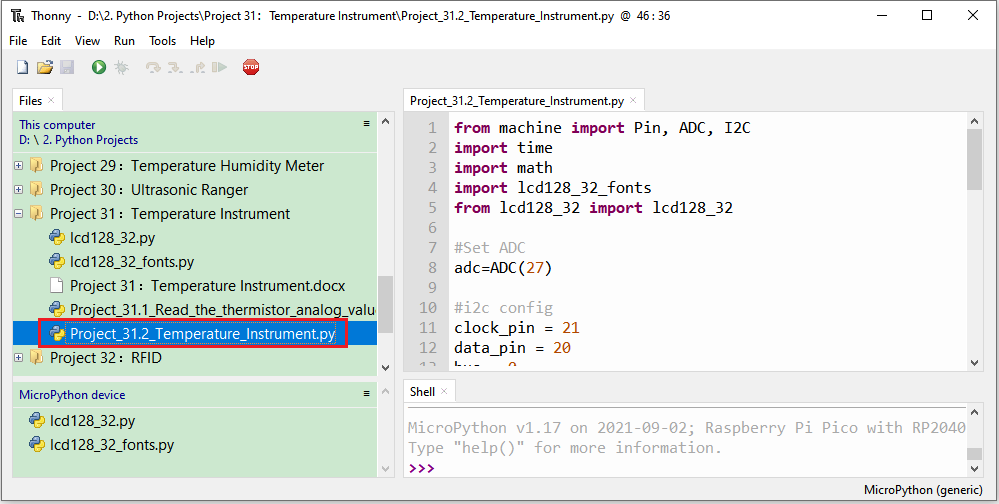 Thonny - D:\2. Python Projects\Project 31：Temperature Instrument\Project_31.2_Temperature_Instrument.py @ 46 : 36
File Edit View Run Tools Help
STOP
Files ×
This computer
D: \ 2. Python Projects
Project 29：Temperature Humidity Meter
Project 30：Ultrasonic Ranger
Project 31：Temperature Instrument
lcd128_32.py
lcd128_32_fonts.py
Project 31：Temperature Instrument.docx
Project_31.1_Read_the_thermistor_analog_valu
Project_31.2_Temperature_Instrument.py
Project 32：RFID
MicroPython device
lcd128_32.py
lcd128_32_fonts.py
Project_31.2_Temperature_Instrument.py ×
1 from machine import Pin, ADC, I2C
2 import time
3 import math
4 import lcd128_32_fonts
5 from lcd128_32 import lcd128_32
6
7 #Set ADC
8 adc=ADC(27)
9
10 #i2c config
11 clock_pin = 21
12 data_pin = 20
Shell ×
MicroPython v1.17 on 2021-09-02; Raspberry Pi Pico with RP2040
Type "help()" for more information.
>>>
MicroPython (generic)